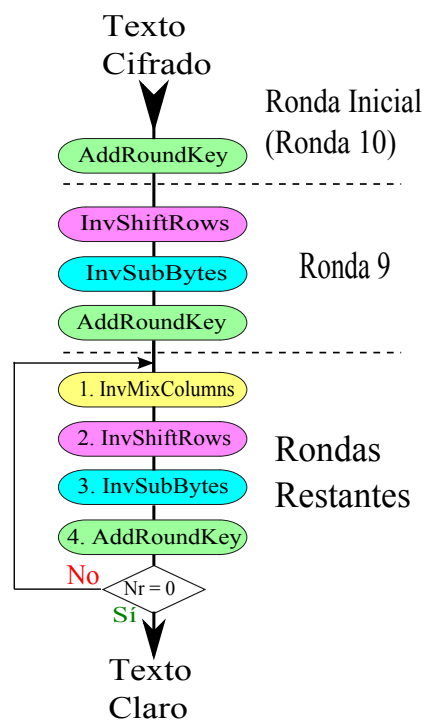 Texto
Cifrado
Ronda Inicial
(Ronda 10)
AddRoundKey
InvShiftRows
InvSubBytes
Ronda 9
AddRoundKey
1. InvMixColumns
2. InvShiftRows
3. InvSubBytes
Rondas
Restantes
4. AddRoundKey
No
Nr = 0
Sí
Texto
Claro